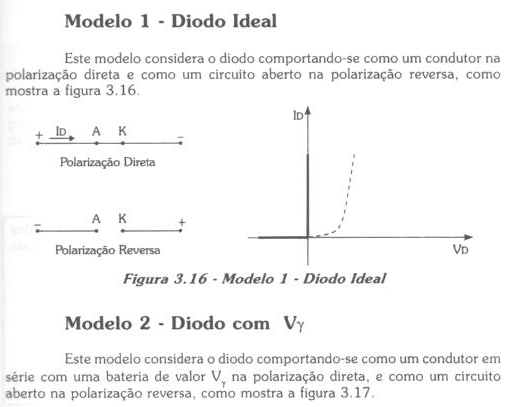 Modelo 1 - Diodo Ideal
Este modelo considera o diodo comportando-se como um condutor na
polarização direta e como um circuito aberto na polarização reversa, como
mostra a figura 3.16.
+ ID A K -
Polarização Direta
- A K +
Polarização Reversa
ID
VD
Figura 3.16 - Modelo 1 - Diodo Ideal
Modelo 2 - Diodo com Vγ
Este modelo considera o diodo comportando-se como um condutor em
série com uma bateria de valor Vγ na polarização direta, e como um circuito
aberto na polarização reversa, como mostra a figura 3.17.